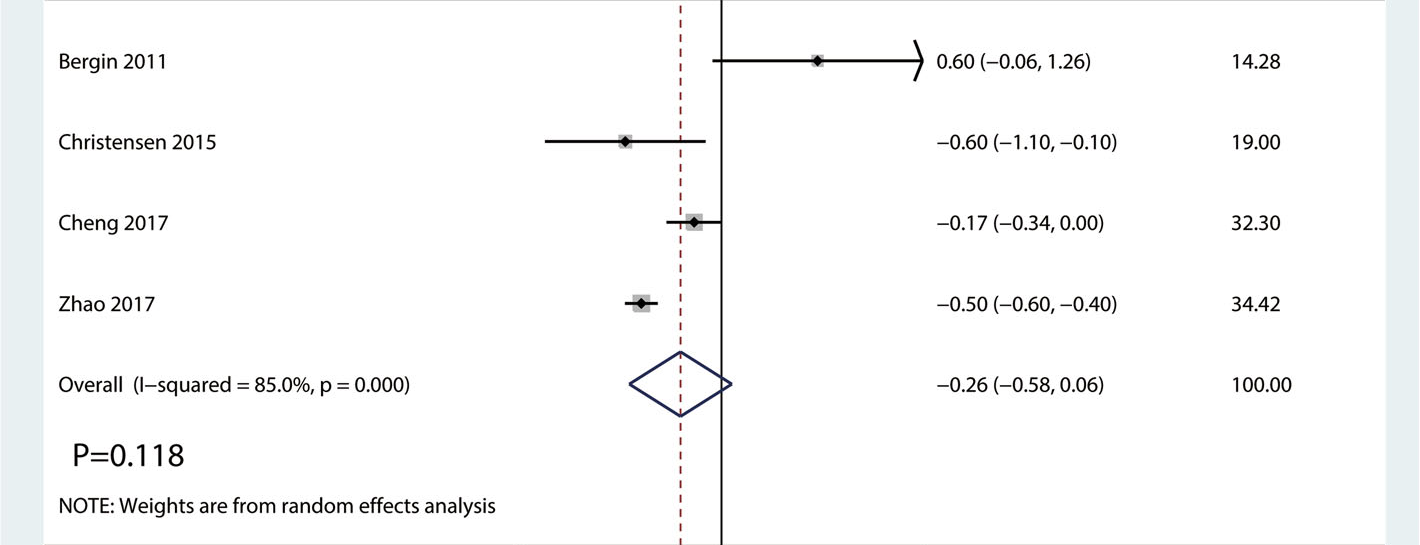 Bergin 2011 0.60 (−0.06, 1.26) 14.28
Christensen 2015 −0.60 (−1.10, −0.10) 19.00
Cheng 2017 −0.17 (−0.34, 0.00) 32.30
Zhao 2017 −0.50 (−0.60, −0.40) 34.42
Overall (I−squared = 85.0%, p = 0.000) −0.26 (−0.58, 0.06) 100.00
P=0.118
NOTE: Weights are from random effects analysis